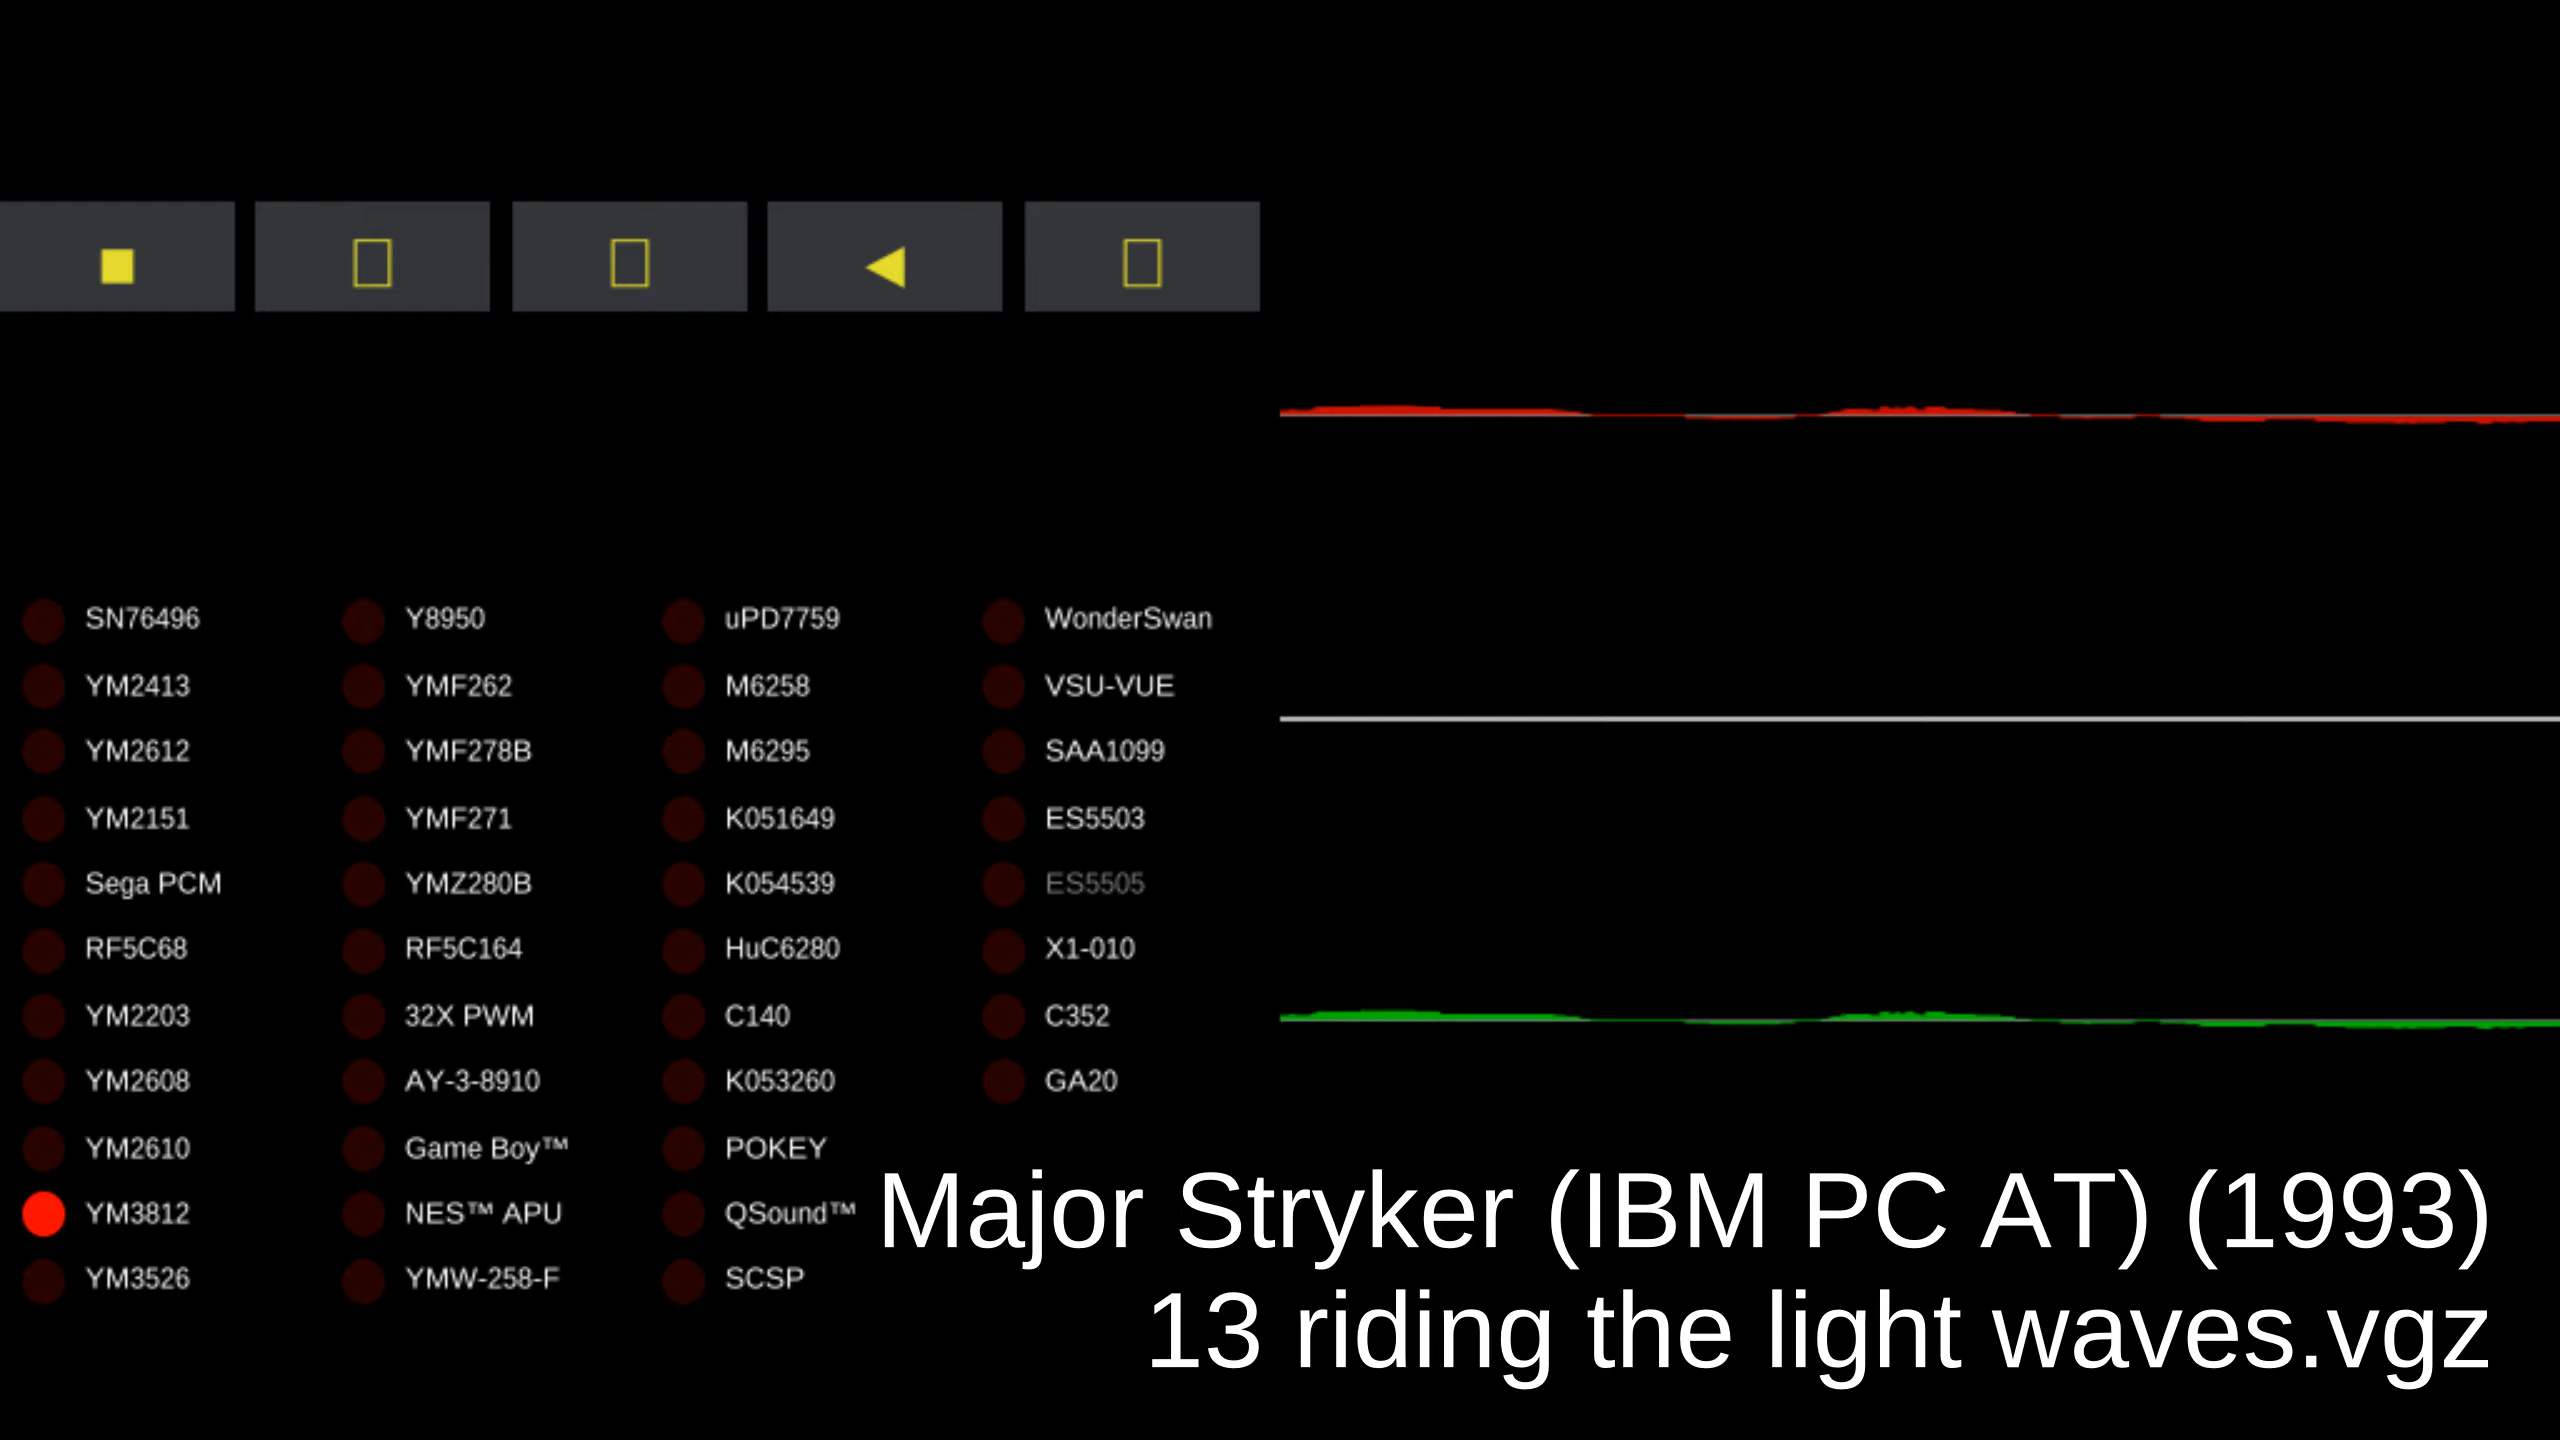 SN76496 Y8950 uPD7759 WonderSwan
YM2413 YMF262 M6258 VSU-VUE
YM2612 YMF278B M6295 SAA1099
YM2151 YMF271 K051649 ES5503
Sega PCM YMZ280B K054539 ES5505
RF5C68 RF5C164 HuC6280 X1-010
YM2203 32X PWM C140 C352
YM2608 AY-3-8910 K053260 GA20
YM2610 Game Boy™ POKEY
YM3812 NES™ APU QSound™
YM3526 YMW-258-F SCSP
Major Stryker (IBM PC AT) (1993)
13 riding the light waves.vgz